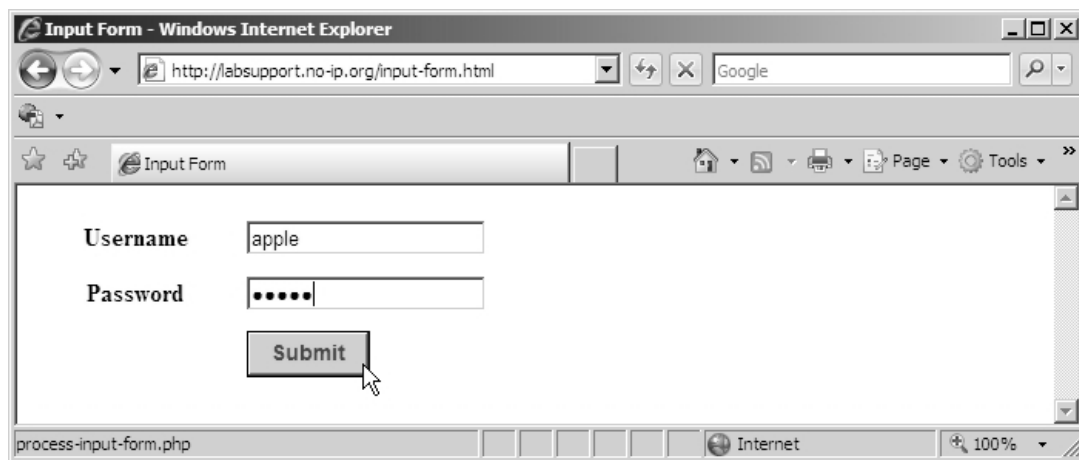 Input Form - Windows Internet Explorer
http://labsupport.no-ip.org/input-form.html
Google
Input Form
Page
Tools
»
Username
apple
Password
•••••
Submit
process-input-form.php
Internet
100%